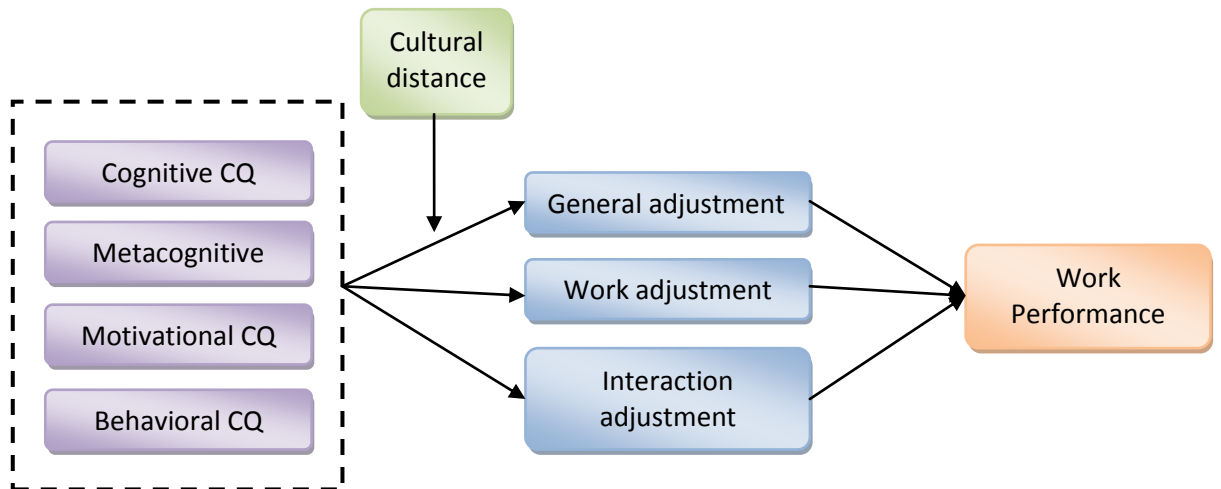 Cultural
distance
Cognitive CQ
Metacognitive
Motivational CQ
Behavioral CQ
General adjustment
Work adjustment
Interaction
adjustment
Work
Performance